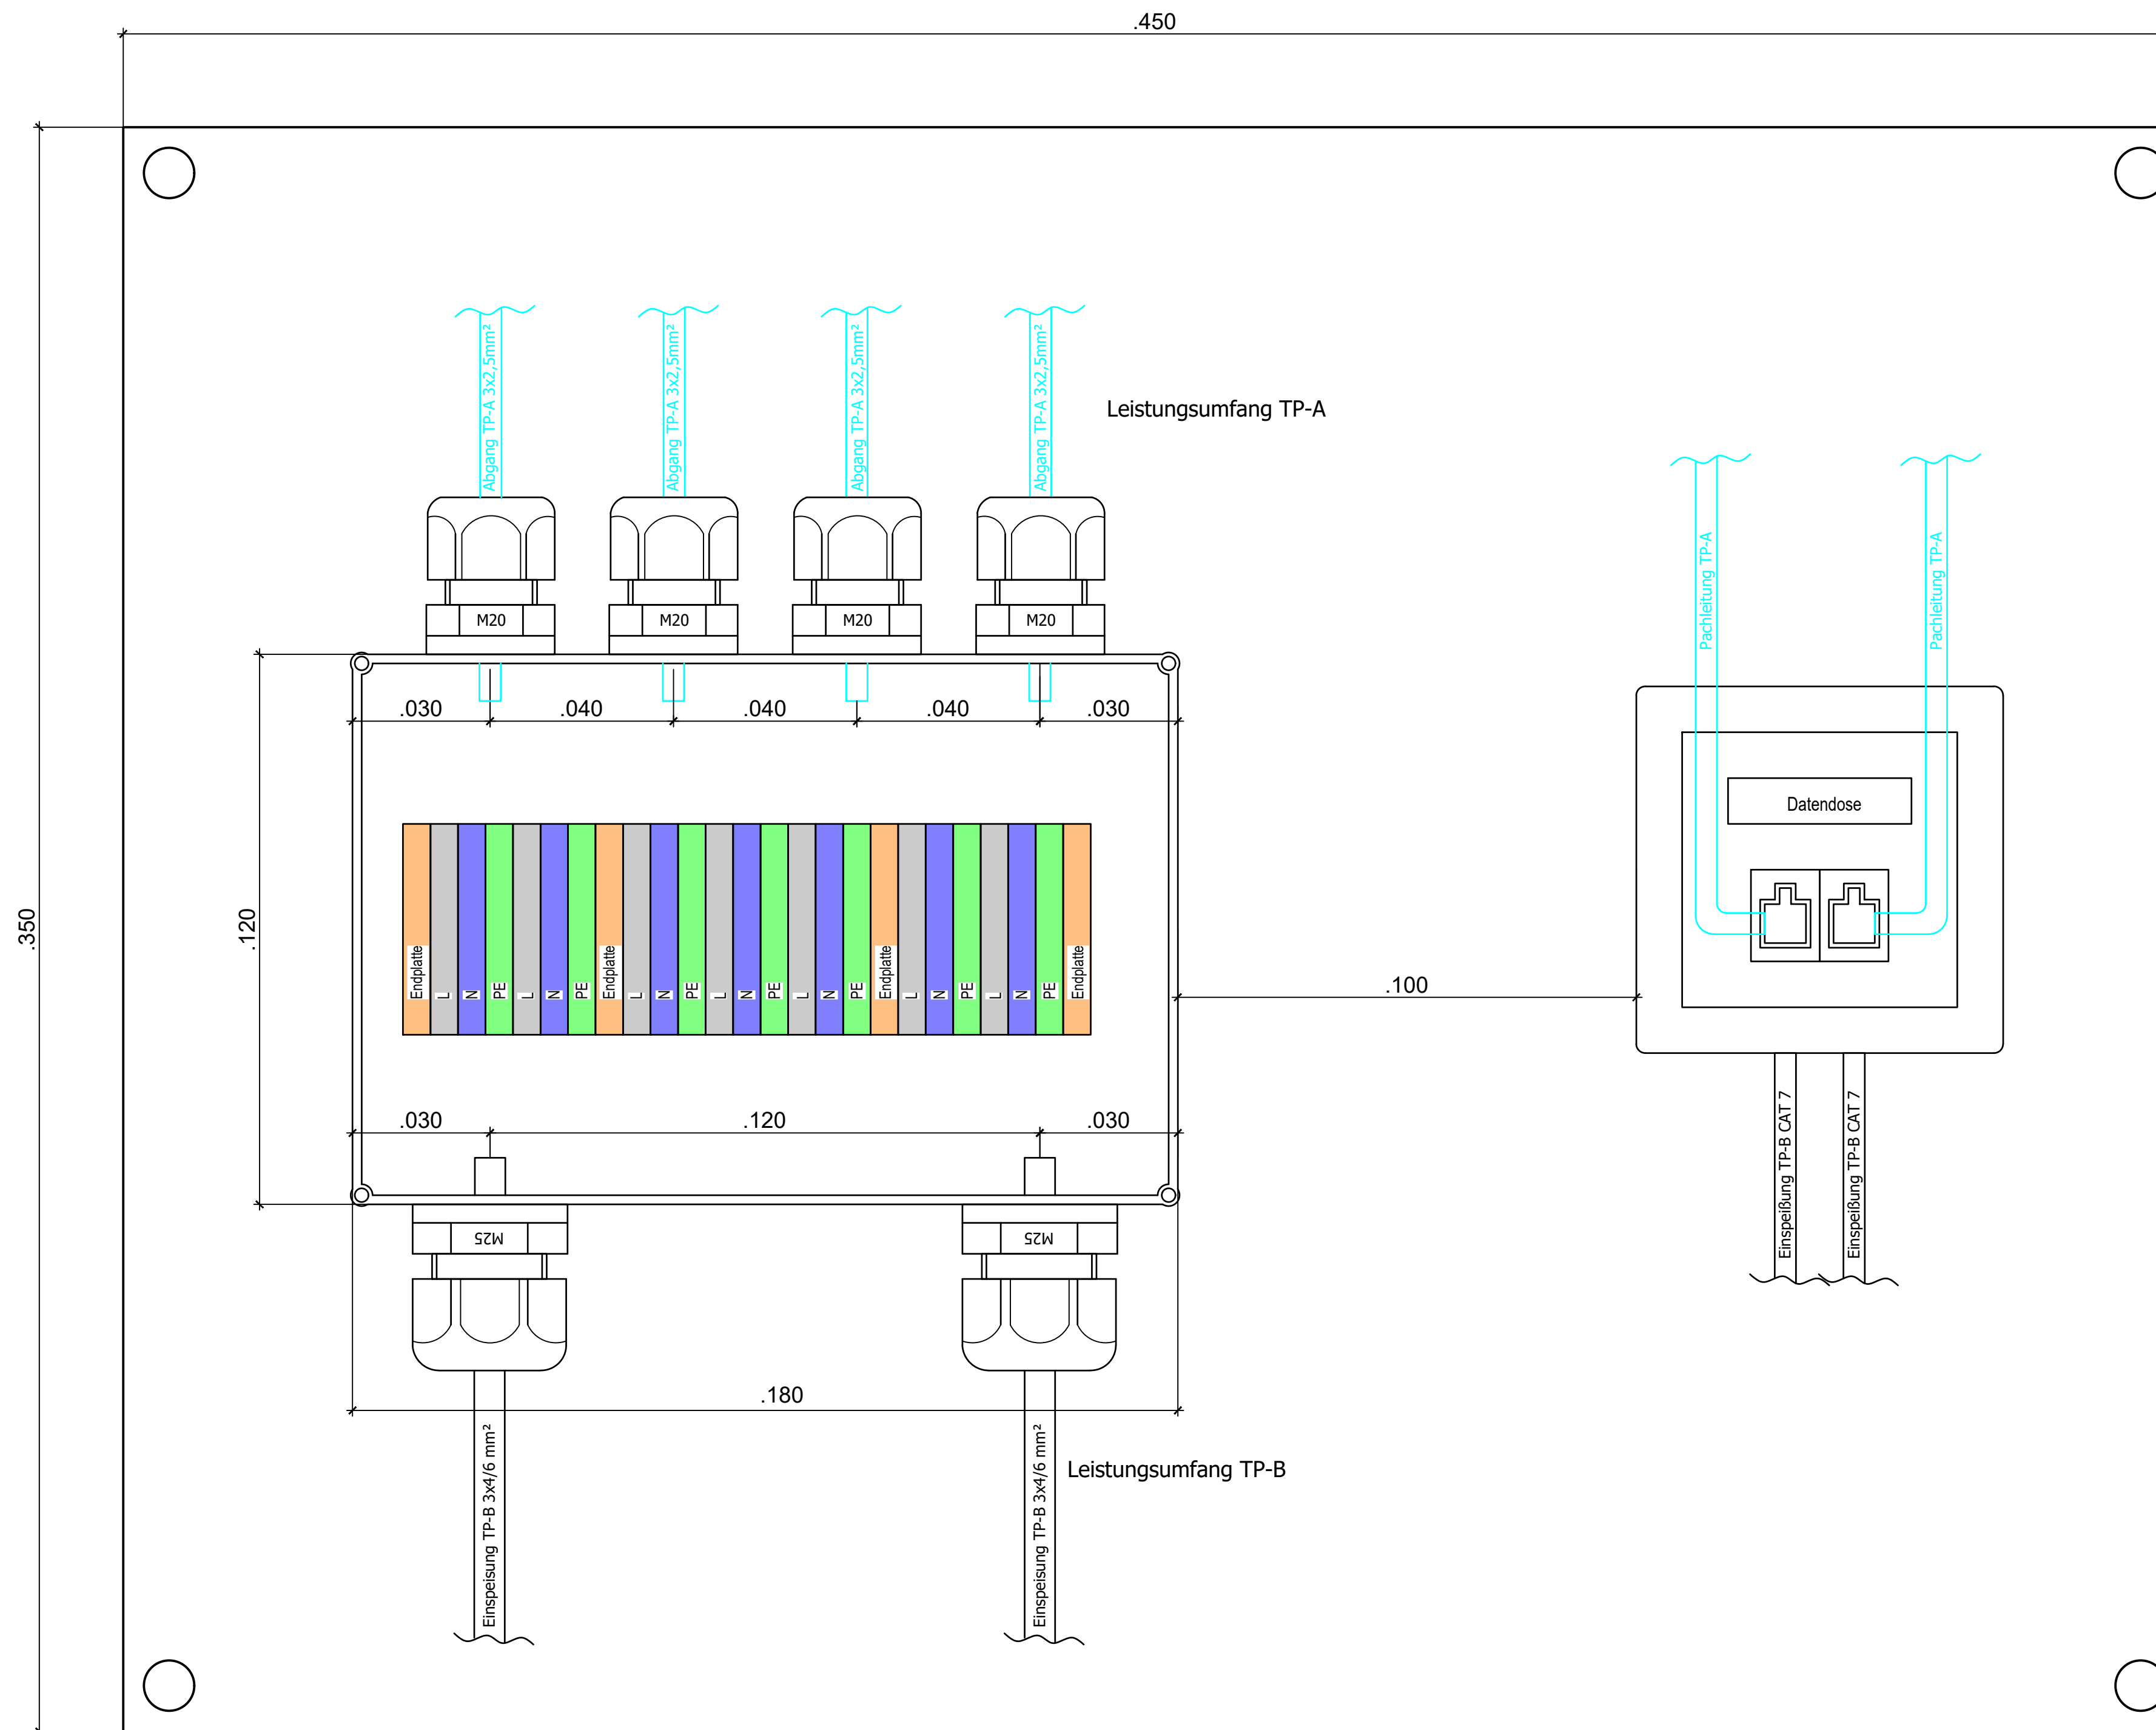 .450
Abgang TP-A 3x2,5mm²
Abgang TP-A 3x2,5mm²
Abgang TP-A 3x2,5mm²
Abgang TP-A 3x2,5mm²
Leistungsumfang TP-A
Pachleitung TP-A
Pachleitung TP-A
M20
M20
M20
M20
.030
.040
.040
.040
.030
Datendose
.350
.120
Endplatte
L
N
PE
L
N
PE
Endplatte
L
N
PE
L
N
PE
L
N
PE
Endplatte
L
N
PE
L
N
PE
Endplatte
.100
.030
.120
.030
Einspeißung TP-B CAT 7
Einspeißung TP-B CAT 7
M25
M25
.180
Einspeisung TP-B 3x4/6 mm²
Einspeisung TP-B 3x4/6 mm²
Leistungsumfang TP-B